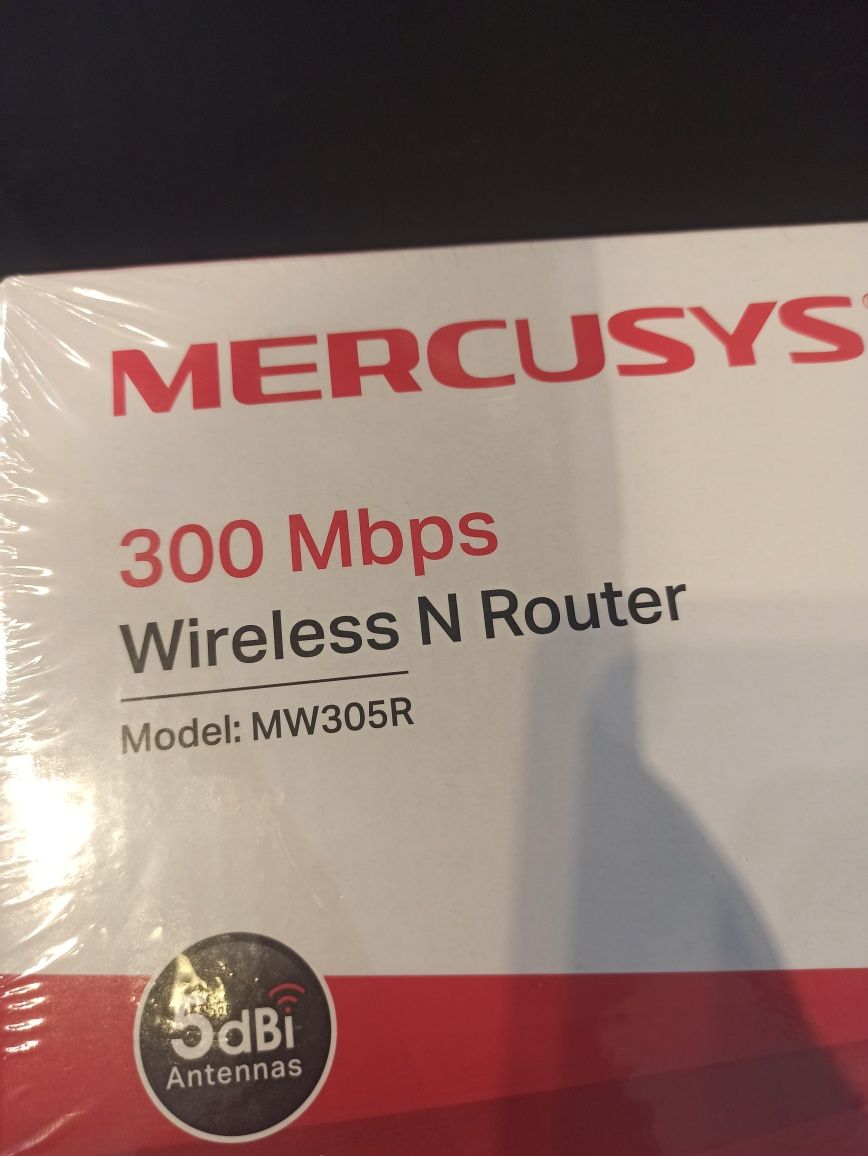 MERCUSYS
300 Mbps
Wireless N Router
Model: MW305R
5dBi
Antennas